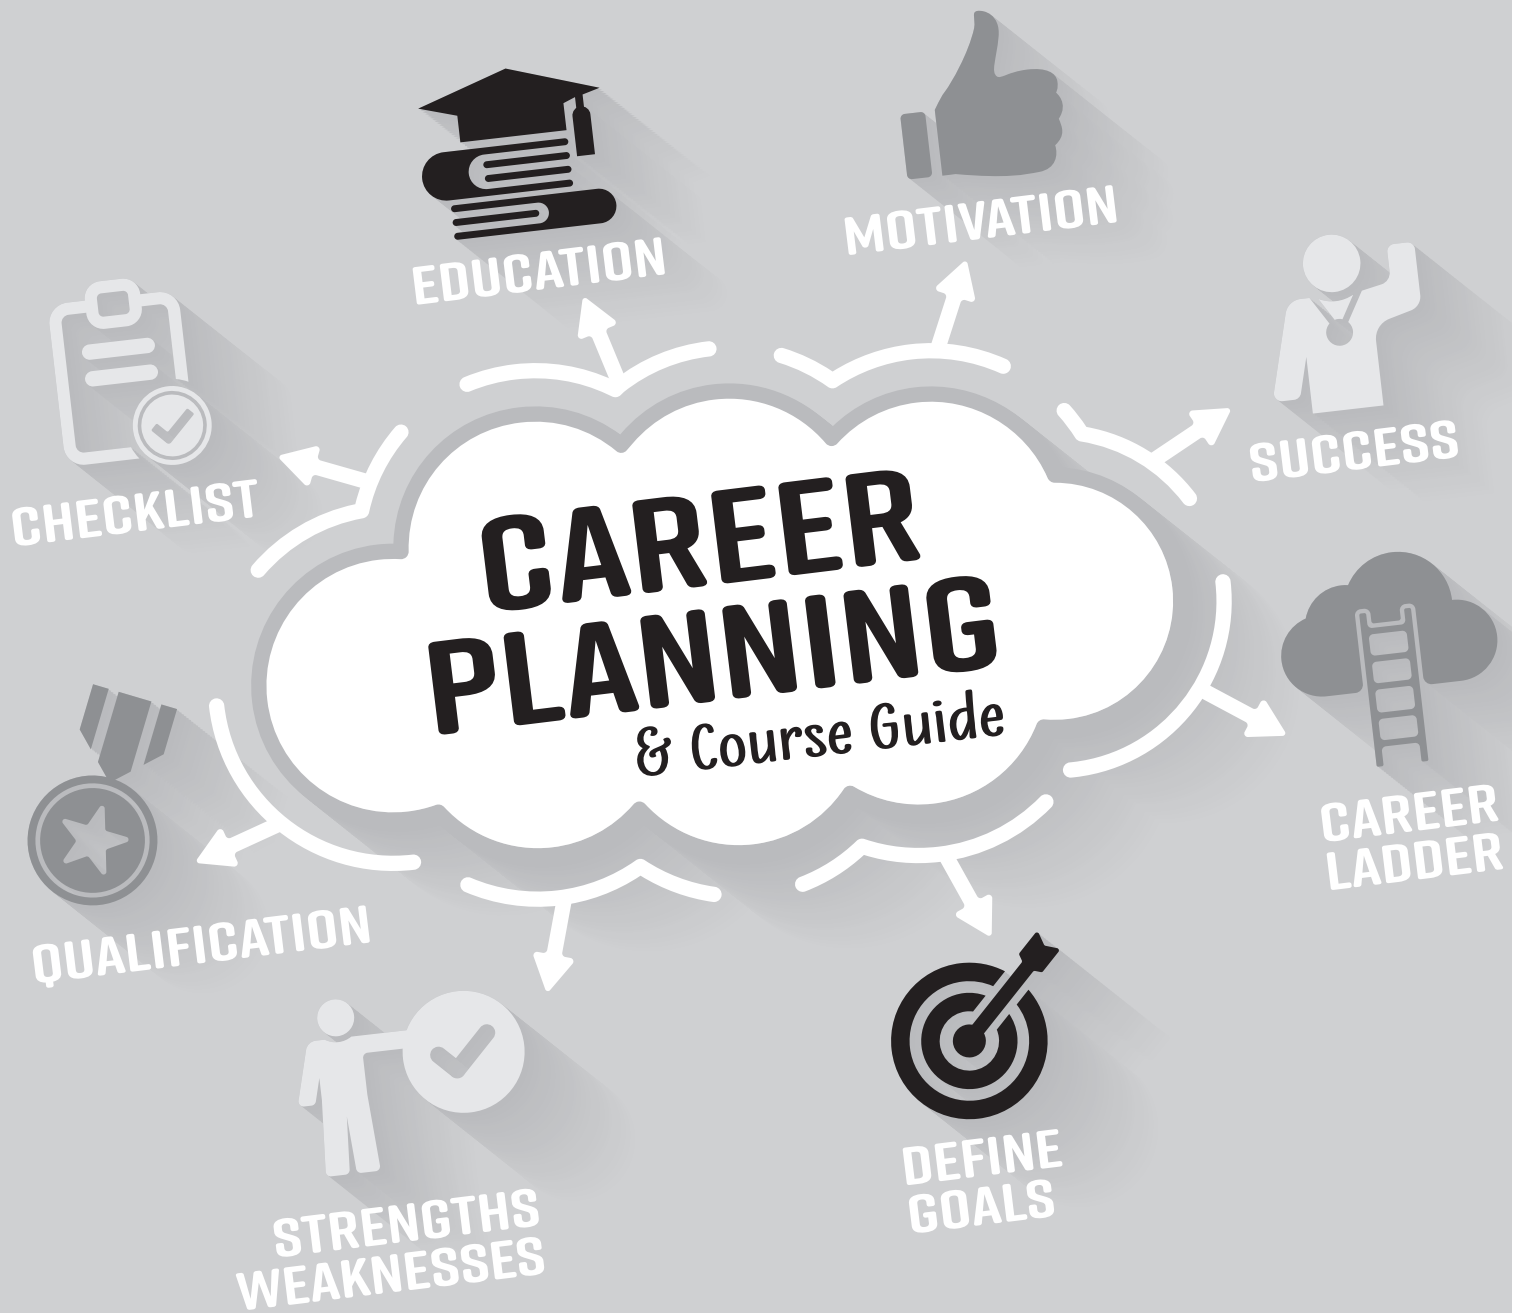 EDUCATION
MOTIVATION
CHECKLIST
SUCCESS
CAREER
PLANNING
& Course Guide
CAREER
LADDER
QUALIFICATION
STRENGTHS
WEAKNESSES
DEFINE
GOALS